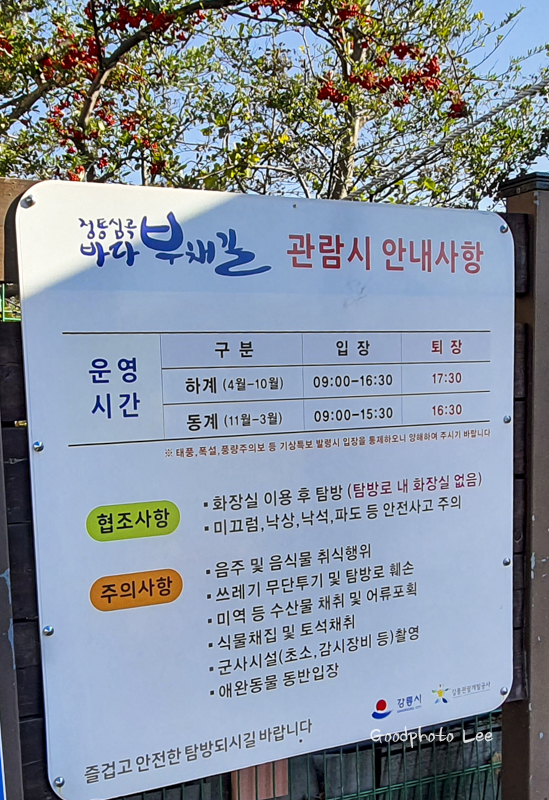 정동심곡
바다 부채길 관람시 안내사항
운영
시간
구 분 입 장 퇴 장
하계 (4월-10월) 09:00-16:30 17:30
동계 (11월-3월) 09:00-15:30 16:30
※ 태풍,폭설,풍랑주의보 등 기상특보 발령시 입장을 통제하오니 양해하여 주시기 바랍니다
협조사항
▪화장실 이용 후 탐방 (탐방로 내 화장실 없음)
▪미끄럼,낙상,낙석,파도 등 안전사고 주의
주의사항
▪음주 및 음식물 취식행위
▪쓰레기 무단투기 및 탐방로 훼손
▪미역 등 수산물 채취 및 어류포획
▪식물채집 및 토석채취
▪군사시설(초소,감시장비 등)촬영
▪애완동물 동반입장
강릉시
강릉관광개발공사
즐겁고 안전한 탐방되시길 바랍니다
Goodphoto Lee